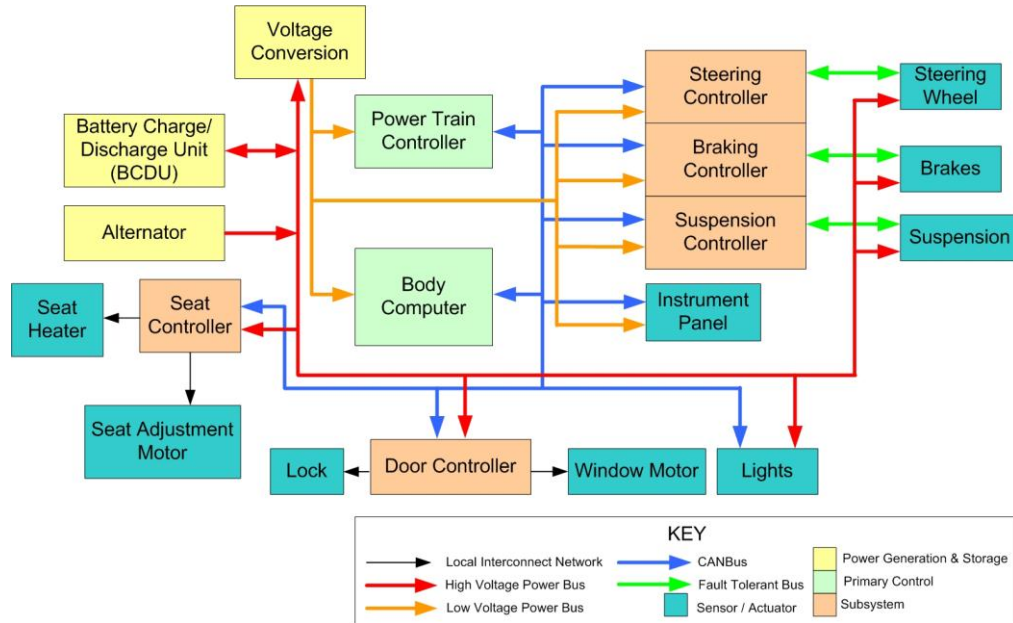 Voltage
Conversion
Steering
Controller
Steering
Wheel
Power Train
Controller
Battery Charge/
Discharge Unit
(BCDU)
Braking
Controller
Brakes
Alternator
Suspension
Controller
Suspension
Body
Computer
Seat
Heater
Seat
Controller
Instrument
Panel
Seat Adjustment
Motor
Lock
Door Controller
Window Motor
Lights
KEY
Local Interconnect Network
CANBus
Power Generation & Storage
High Voltage Power Bus
Fault Tolerant Bus
Primary Control
Low Voltage Power Bus
Sensor / Actuator
Subsystem